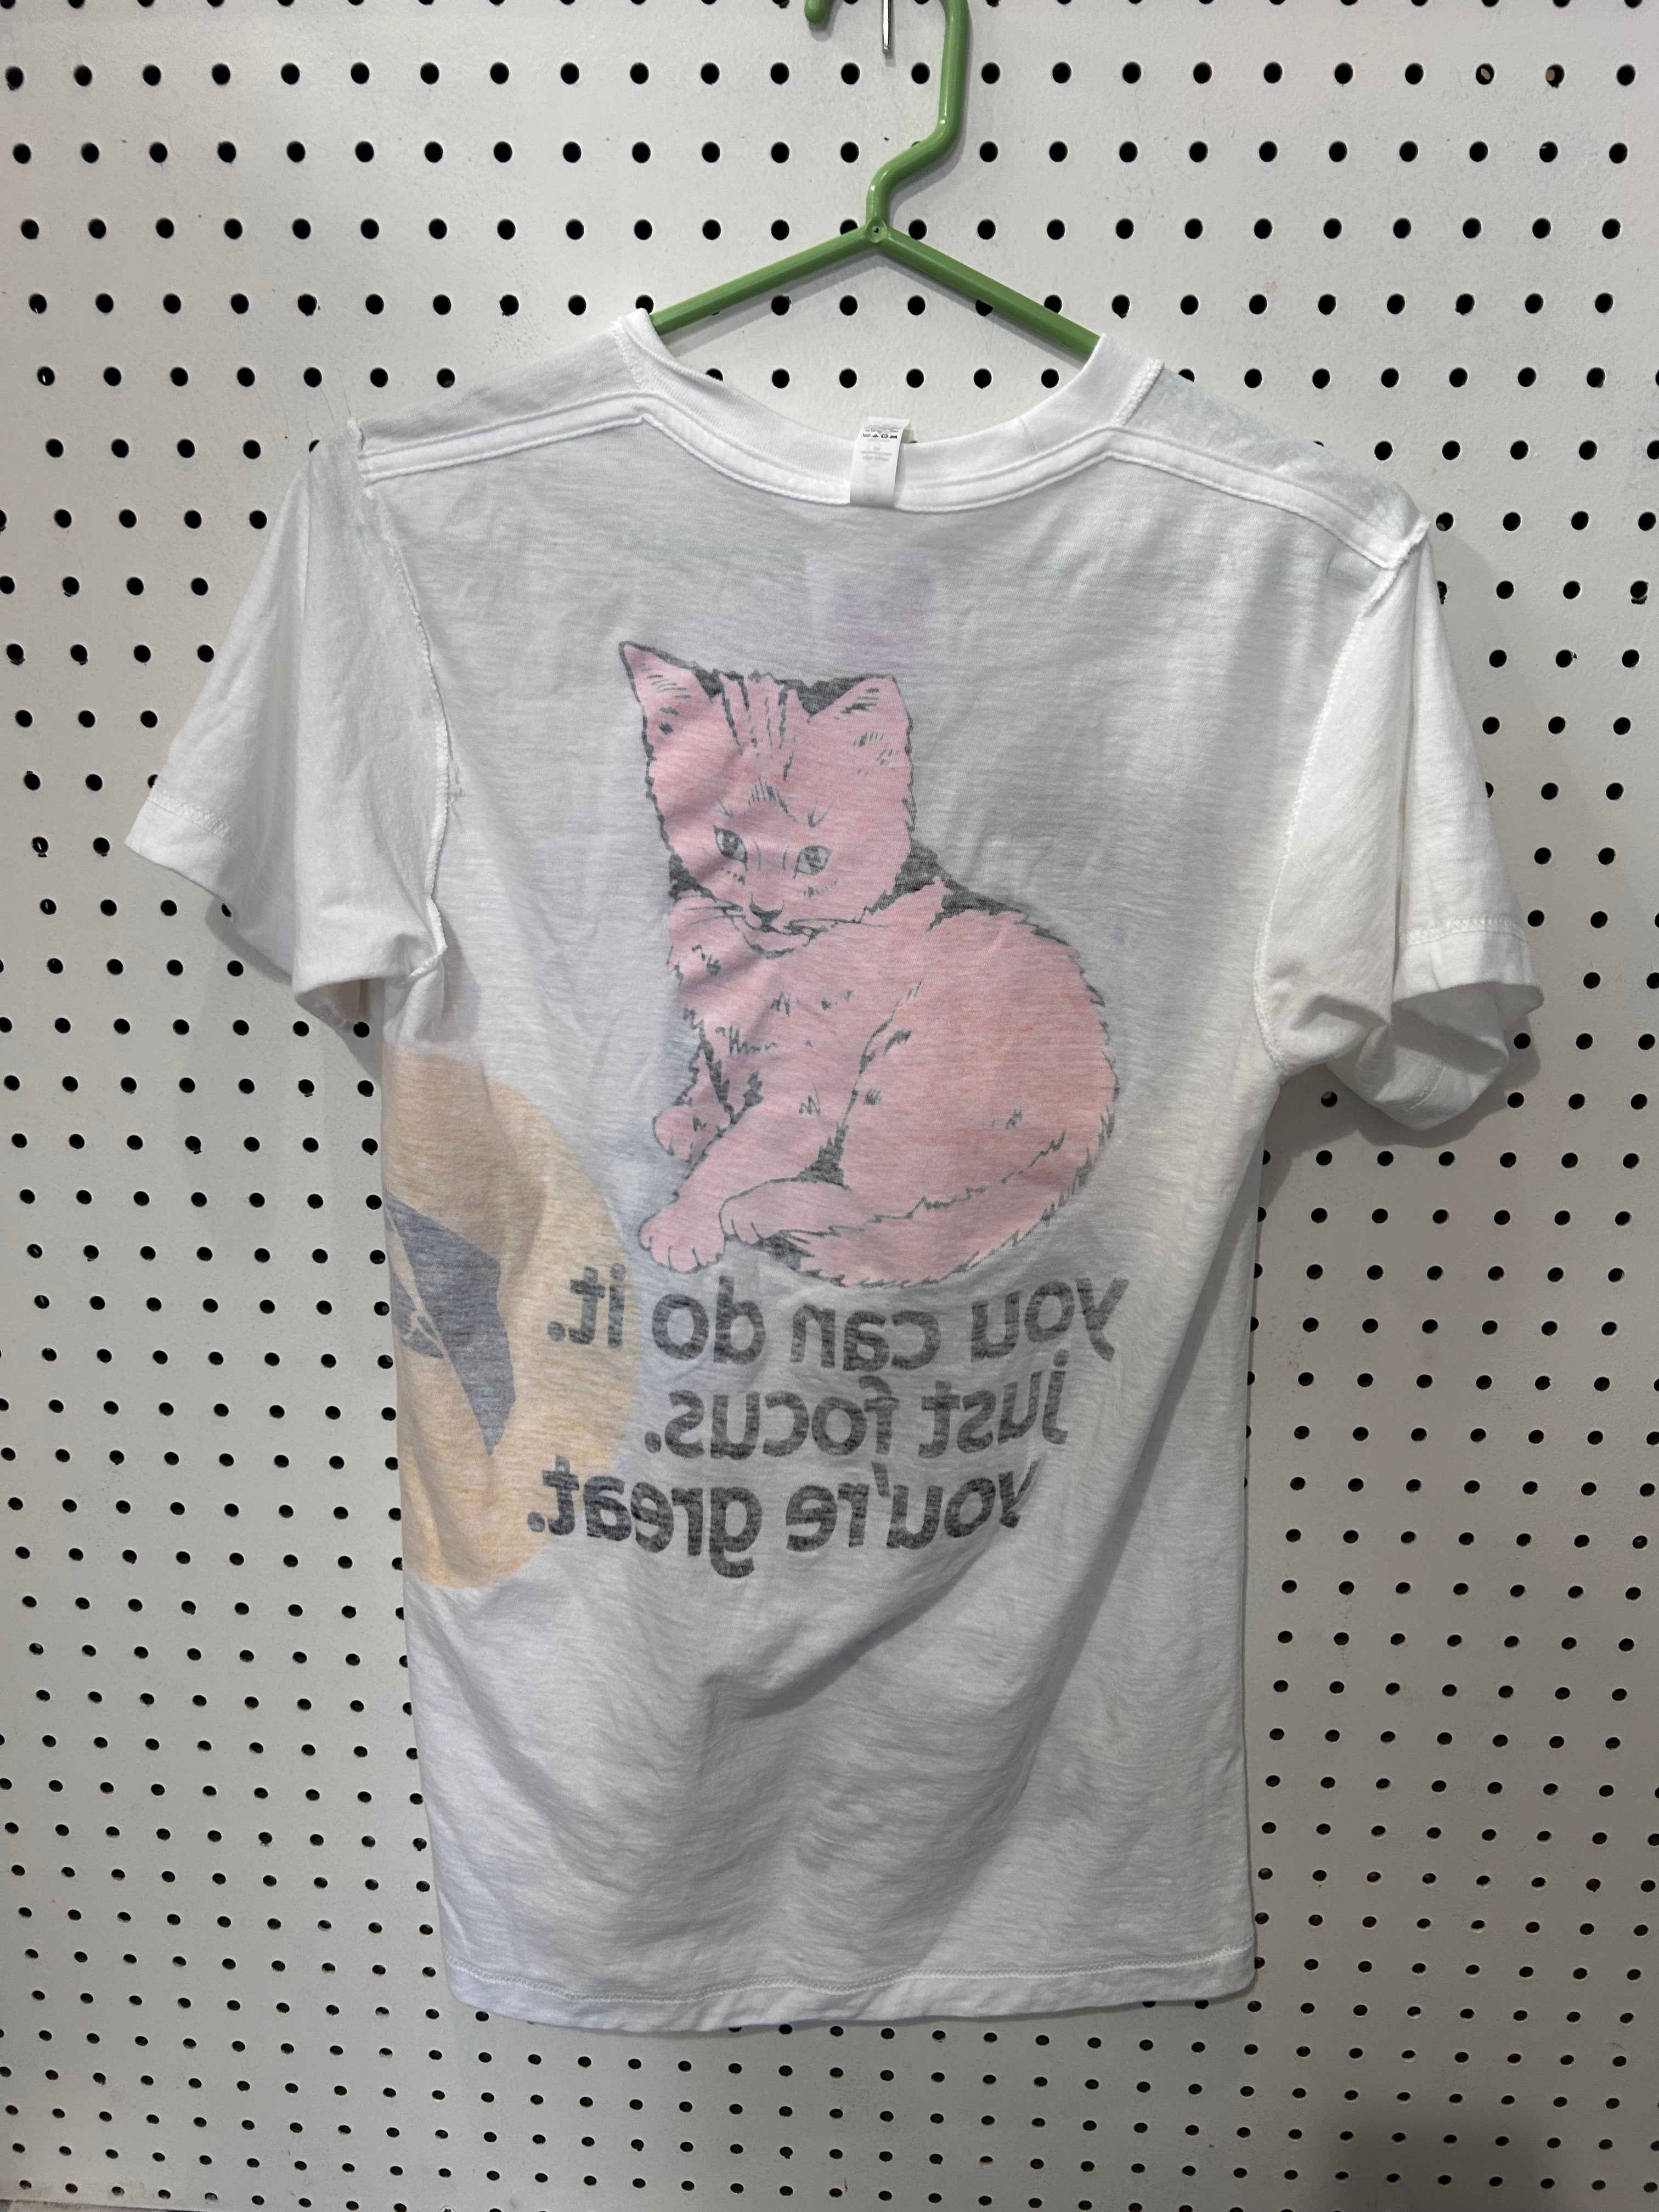 you can do it.
just focus.
you're great.